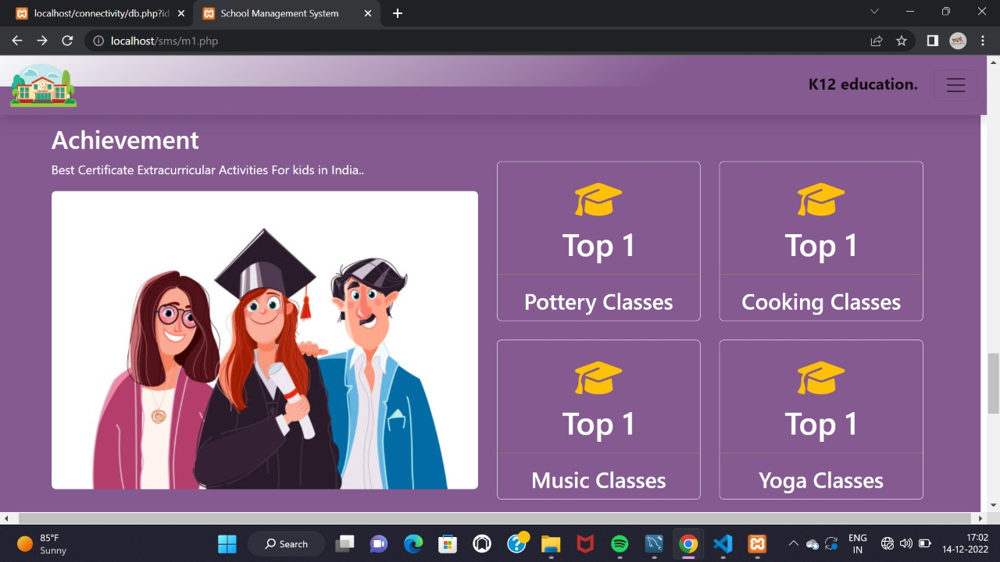 localhost/connectivity/db.php?id
School Management System
localhost/sms/m1.php
K12 education.
Achievement
Best Certificate Extracurricular Activities For kids in India..
Top 1
Pottery Classes
Top 1
Cooking Classes
Top 1
Music Classes
Top 1
Yoga Classes
85°F
Sunny
Search
ENG
IN
17:02
14-12-2022